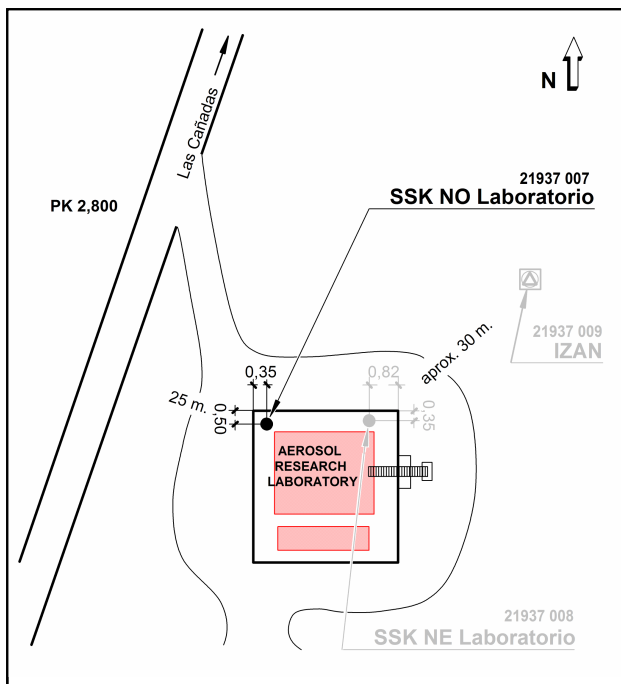 Las Cañadas
N
PK 2,800
21937 007
SSK NO Laboratorio
21937 009
IZAN
aprox. 30 m.
0,35
0,82
25 m.
0,50
0,35
AEROSOL
RESEARCH
LABORATORY
21937 008
SSK NE Laboratorio